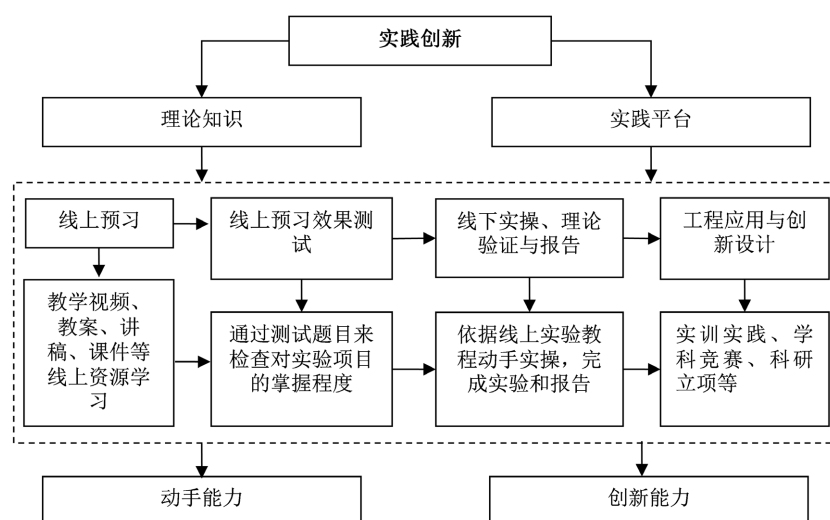 实践创新
理论知识
实践平台
线上预习
线上预习效果测
试
线下实操、理论
验证与报告
工程应用与创
新设计
教学视频、
教案、讲
稿、课件等
线上资源学
习
通过测试题目来
检查对实验项目
的掌握程度
依据线上实验教
程动手实操，完
成实验和报告
实训实践、学
科竞赛、科研
立项等
动手能力
创新能力